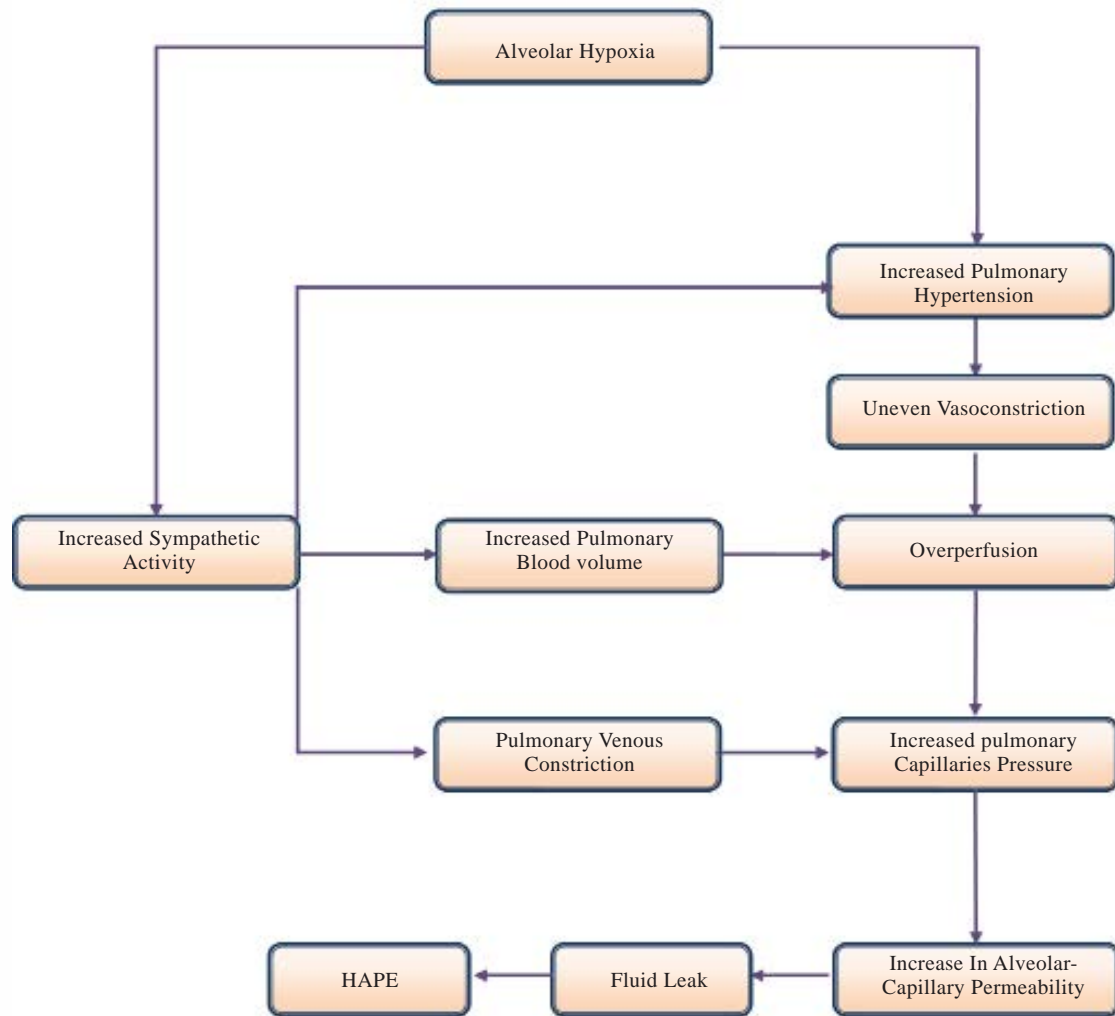 Alveolar Hypoxia
Increased Pulmonary
Hypertension
Uneven Vasoconstriction
Increased Sympathetic
Activity
Increased Pulmonary
Blood volume
Overperfusion
Pulmonary Venous
Constriction
Increased pulmonary
Capillaries Pressure
HAPE
Fluid Leak
Increase In Alveolar-
Capillary Permeability